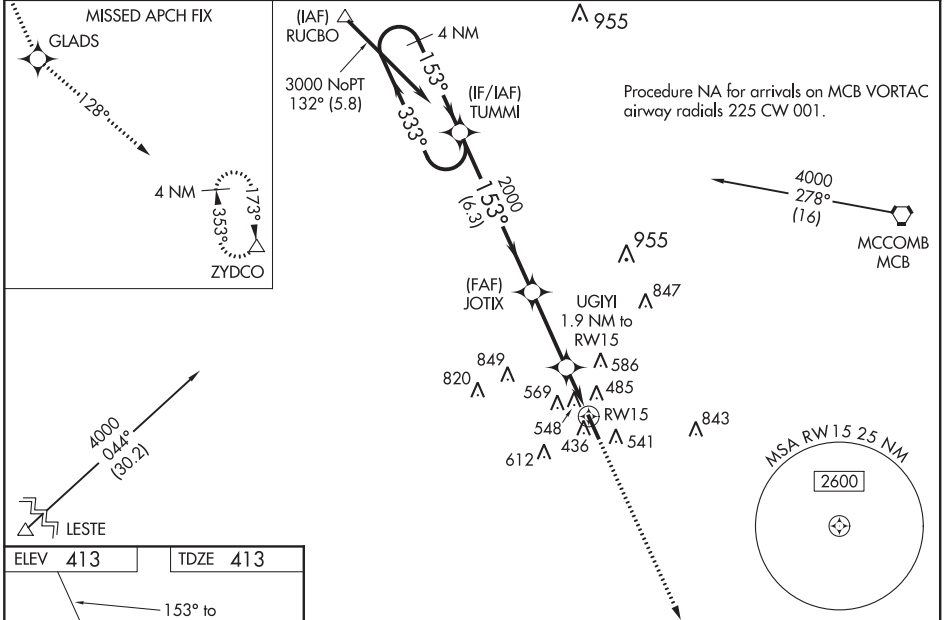 MISSED APCH FIX
GLADS
128°
4 NM
353°
173°
ZYDCO
(IAF)
RUCBO
3000 NoPT
132° (5.8)
4 NM
153°
333°
(IF/IAF)
TUMMI
955
Procedure NA for arrivals on MCB VORTAC
airway radials 225 CW 001.
2000
153°
(6.3)
4000
278°
(16)
MCCOMB
MCB
955
(FAF)
JOTIX
847
UGIYI
1.9 NM to
RW15
849
820
586
569
485
548
RW15
436
541
843
612
4000
044°
(30.2)
LESTE
MSA RW15 25 NM
2600
ELEV 413
TDZE 413
153° to